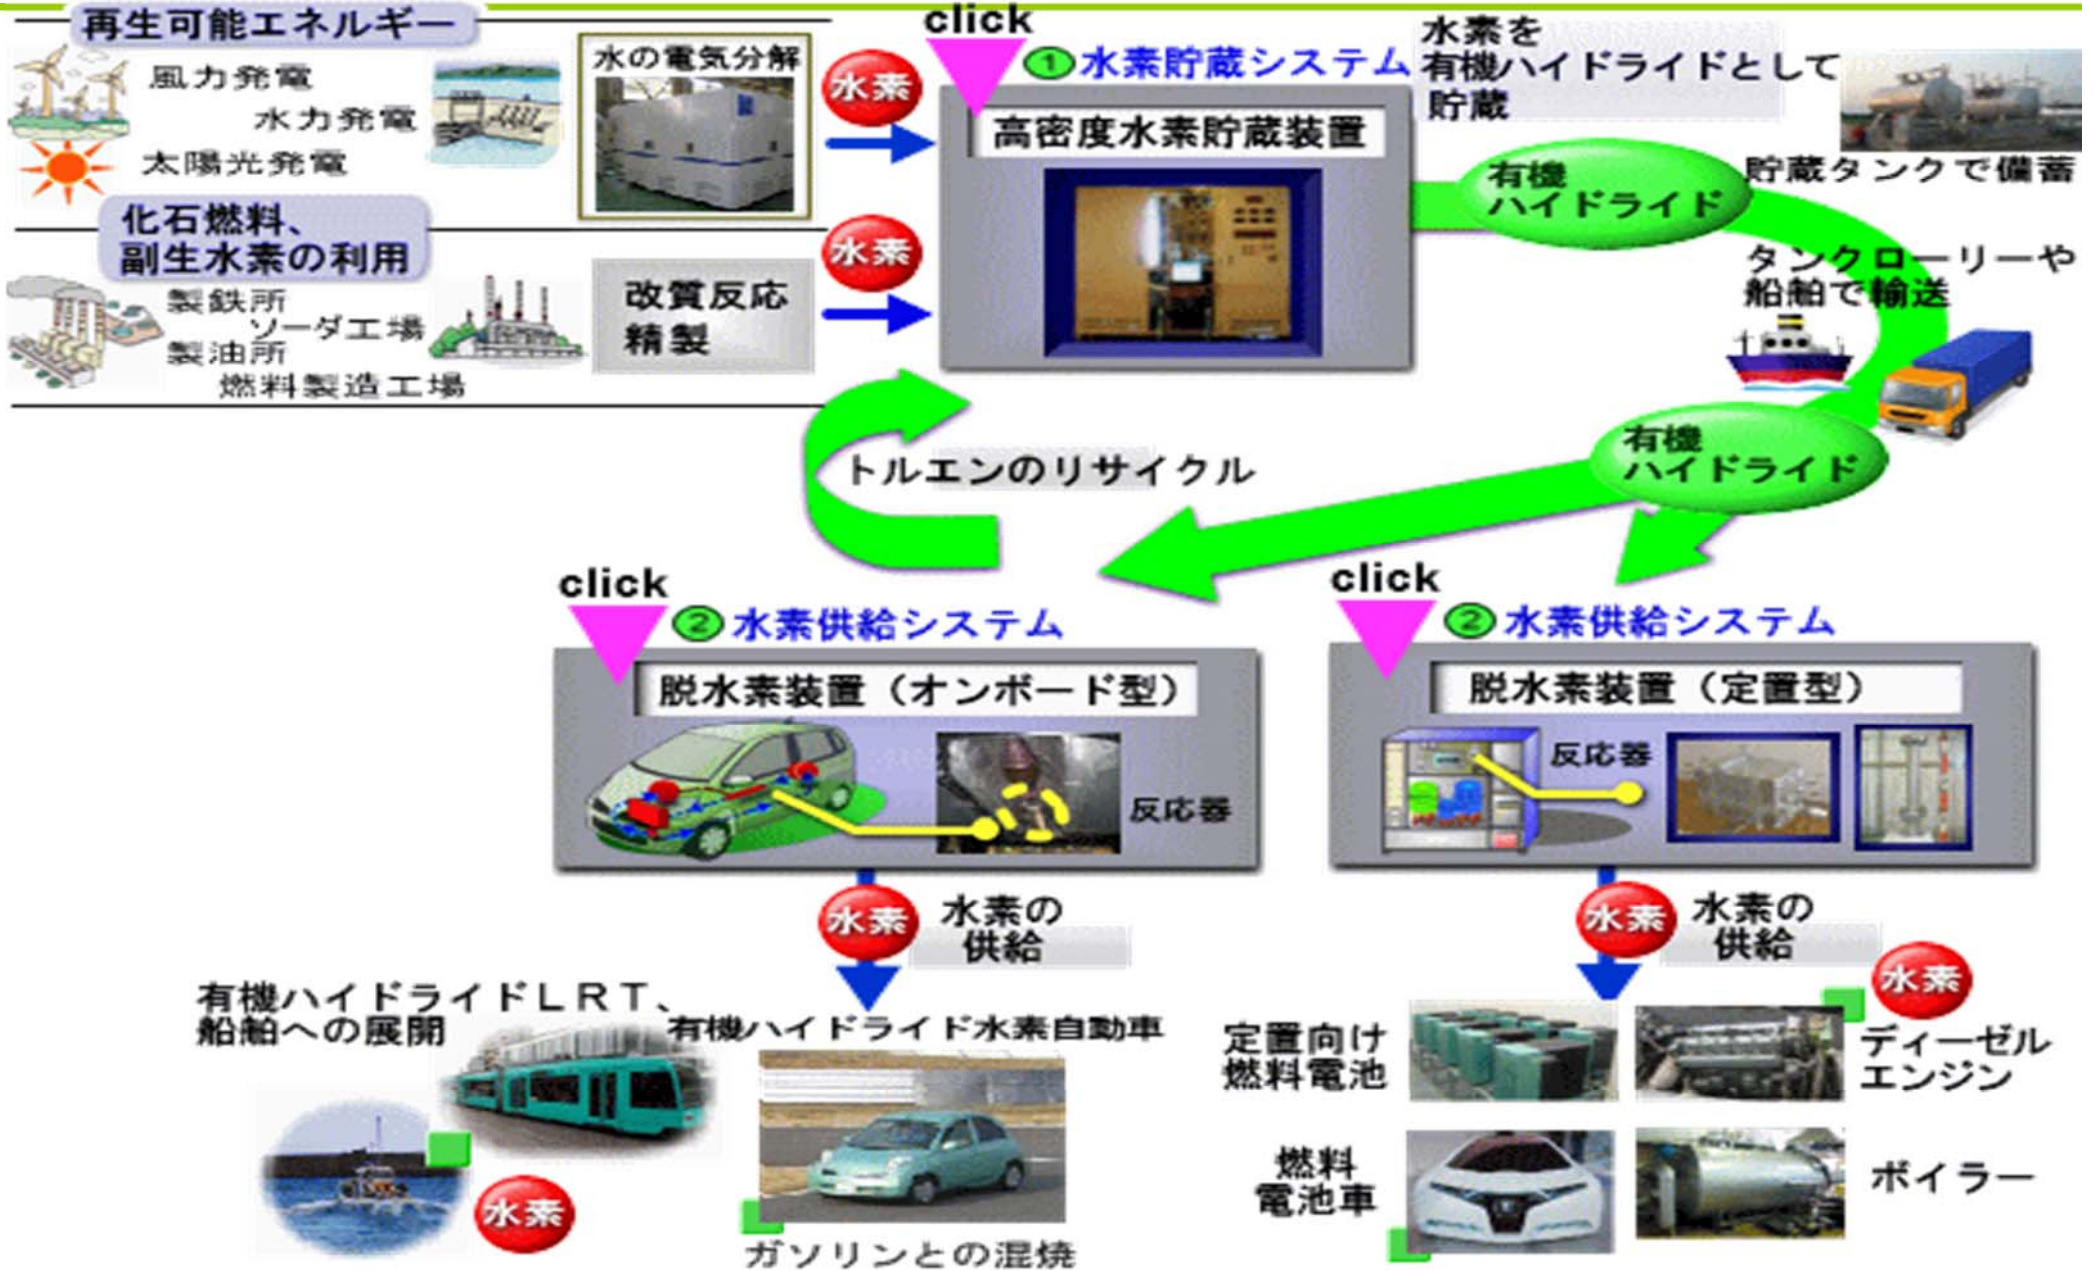 再生可能エネルギー
風力発電
水力発電
太陽光発電
水の電気分解
水素
化石燃料、
副生水素の利用
製鉄所
ソーダ工場
製油所
燃料製造工場
改質反応
精製
水素
click
①水素貯蔵システム
高密度水素貯蔵装置
水素を
有機ハイドライドとして
貯蔵
有機
ハイドライド
貯蔵タンクで備蓄
タンクローリーや
船舶で輸送
有機
ハイドライド
トルエンのリサイクル
click
②水素供給システム
脱水素装置（オンボード型）
反応器
水素
水素の
供給
有機ハイドライドＬＲＴ、
船舶への展開
水素
有機ハイドライド水素自動車
ガソリンとの混焼
click
②水素供給システム
脱水素装置（定置型）
反応器
水素
水素の
供給
水素
定置向け
燃料電池
ディーゼル
エンジン
燃料
電池車
ボイラー